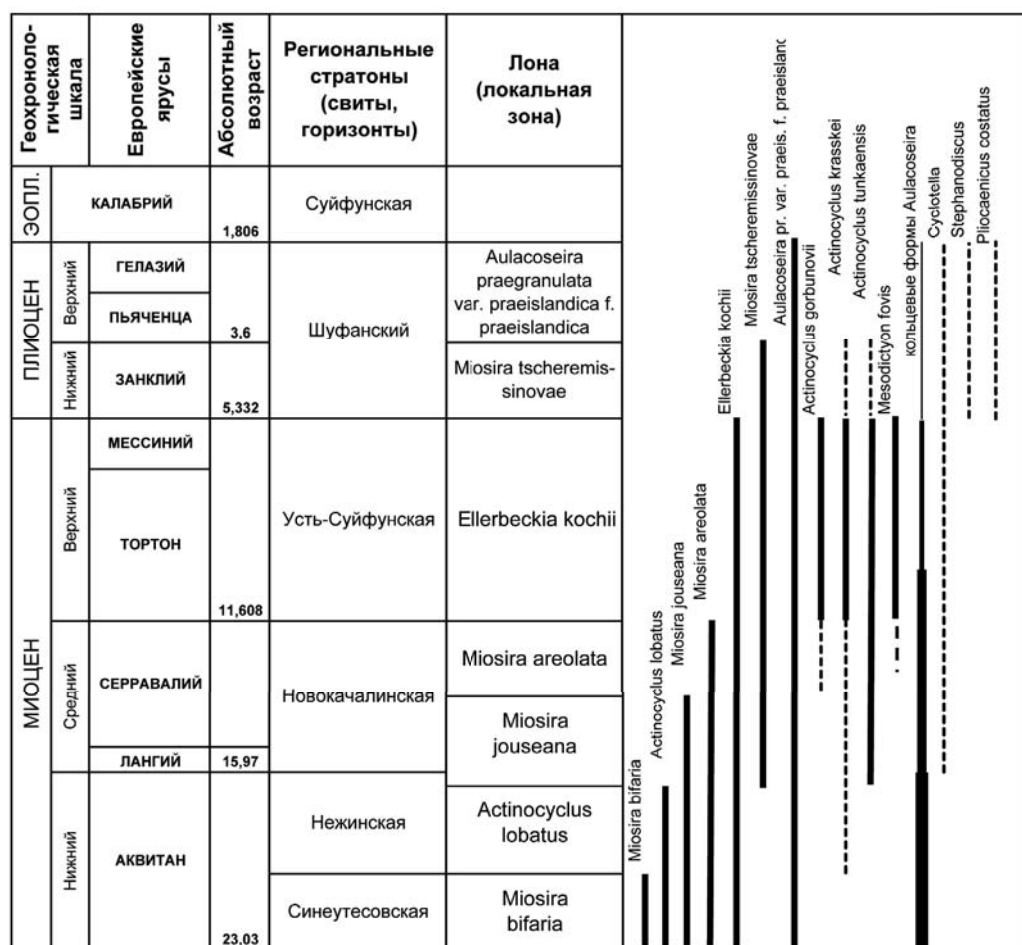 Геохроноло-
гическая
шкала
Европейские
ярусы
Абсолютный
возраст
Региональные
стратоны
(свиты,
горизонты)
Лона
(локальная
зона)
ЭОПЛ.
КАЛАБРИЙ
1,806
Суйфунская
ПЛИОЦЕН
Верхний
ГЕЛАЗИЙ
ПЬЯЧЕНЦА
3.6
Шуфанский
Aulacoseira
praegranulata
var. praeislandica f.
praeislandica
Нижний
ЗАНКЛИЙ
5,332
Miosira tscheremis-
sinovae
МИОЦЕН
Верхний
МЕССИНИЙ
ТОРТОН
11,608
Усть-Суйфунская
Ellerbeckia kochii
Средний
СЕРРАВАЛИЙ
ЛАНГИЙ
15,97
Новокачалинская
Miosira areolata
Miosira
jouseana
Нижний
АКВИТАН
23,03
Нежинская
Actinocyclus
lobatus
Синеутесовская
Miosira
bifaria
Miosira bifaria
Actinocyclus lobatus
Miosira jouseana
Miosira areolata
Ellerbeckia kochii
Miosira tscheremissinovae
Aulacoseira pr. var. praeis. f. praeislanc
Actinocyclus gorbunovii
Actinocyclus krasskei
Actinocyclus tunkaensis
Mesodictyon fovis
кольцевые формы Aulacoseira
Cyclotella
Stephanodiscus
Pliocaenicus costatus